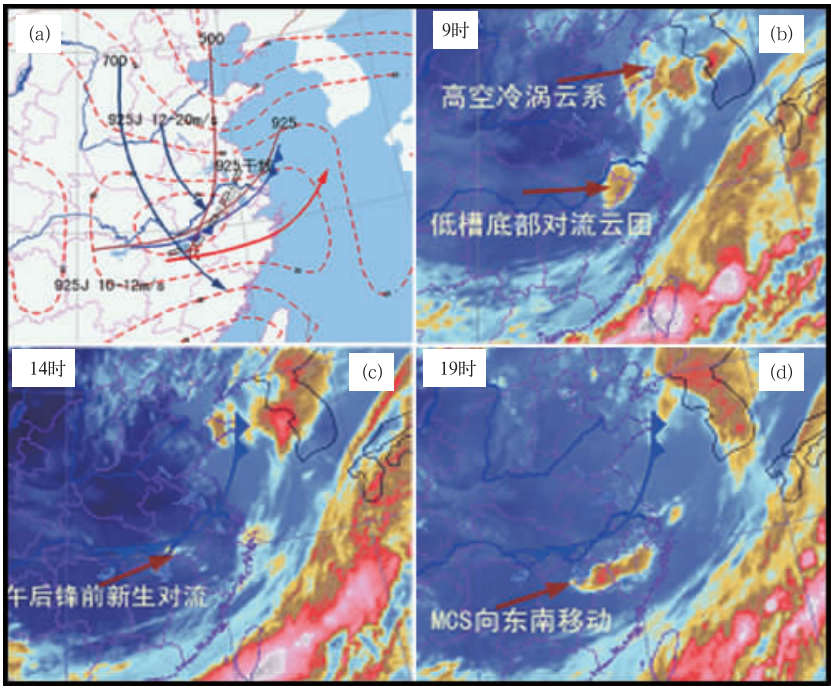 (a)
500
700
925J 12-20m/s
925
925干线
925J 10-12m/s
9时
(b)
高空冷涡云系
低槽底部对流云团
14时
(c)
午后锋前新生对流
19时
(d)
MCS向东南移动